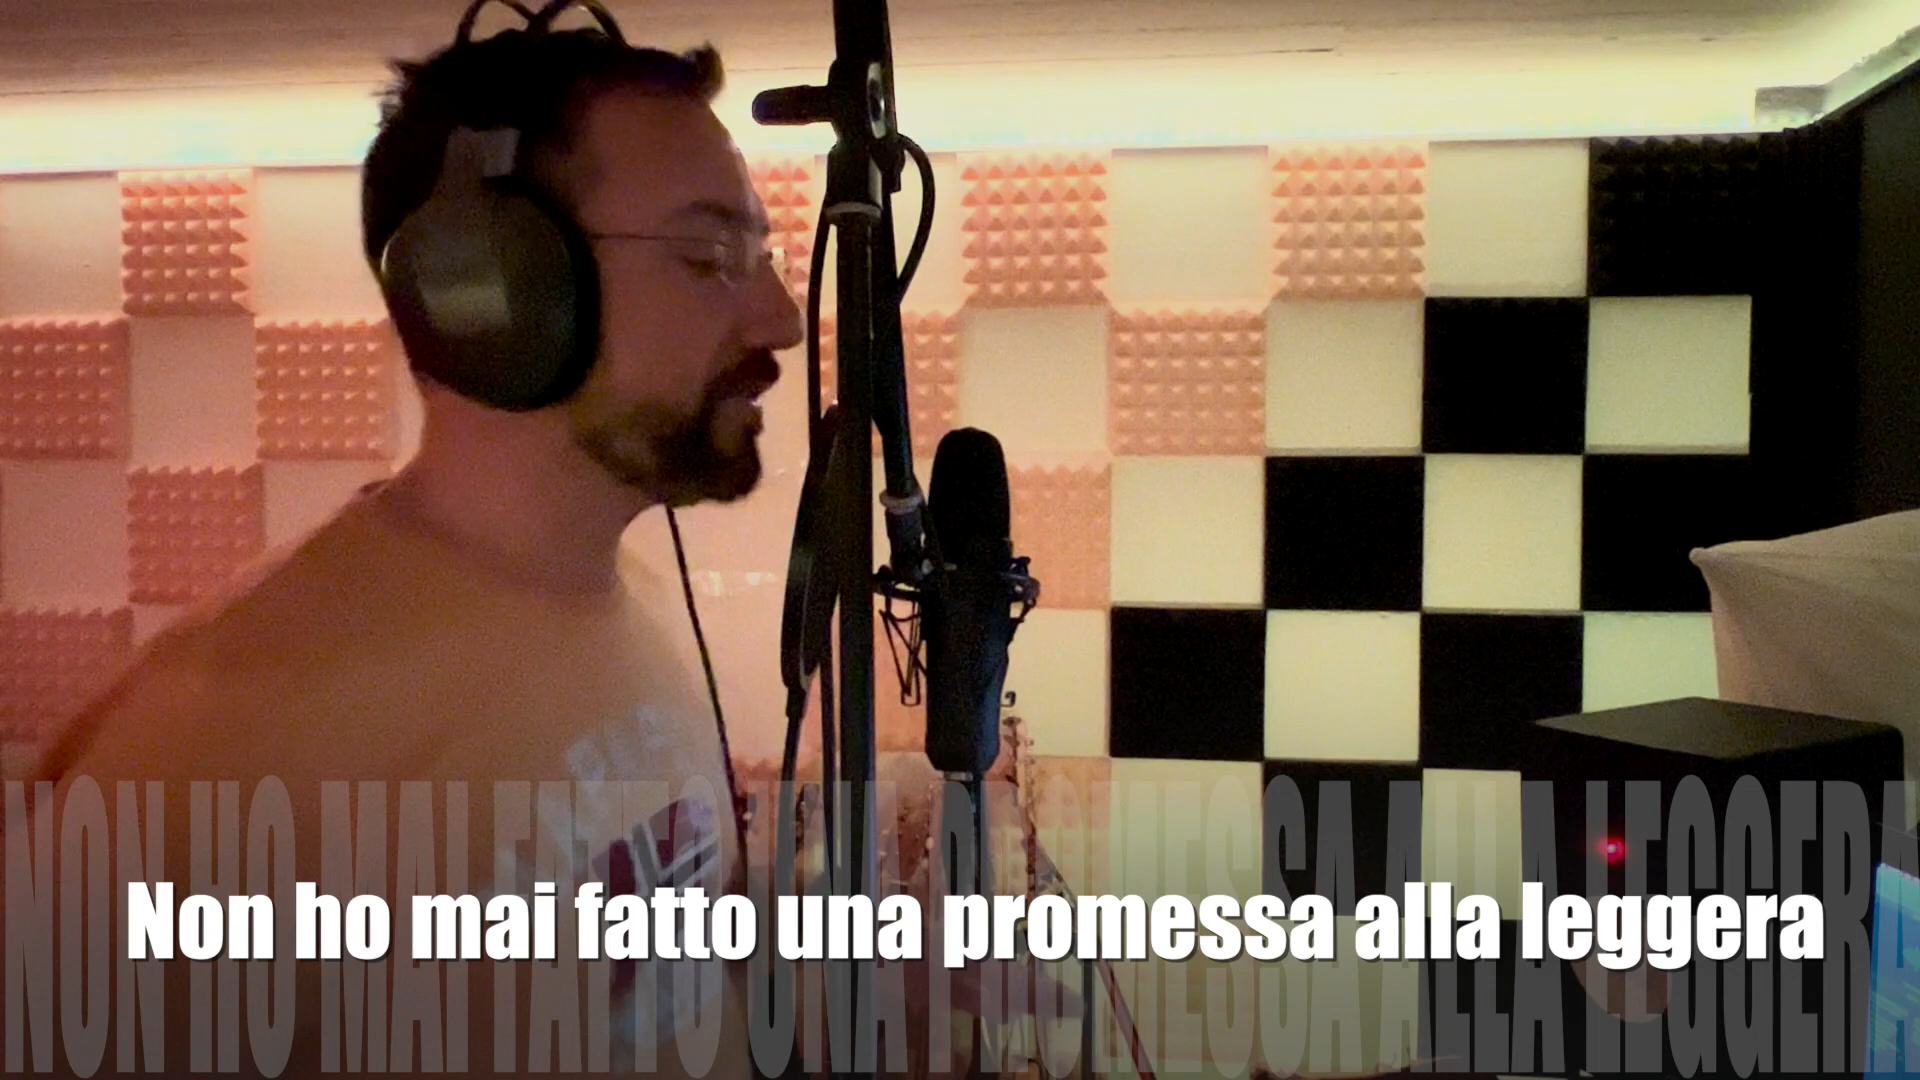 NON HO MAI FATTO UNA PROMESSA ALLA LEGGERA
Non ho mai fatto una promessa alla leggera